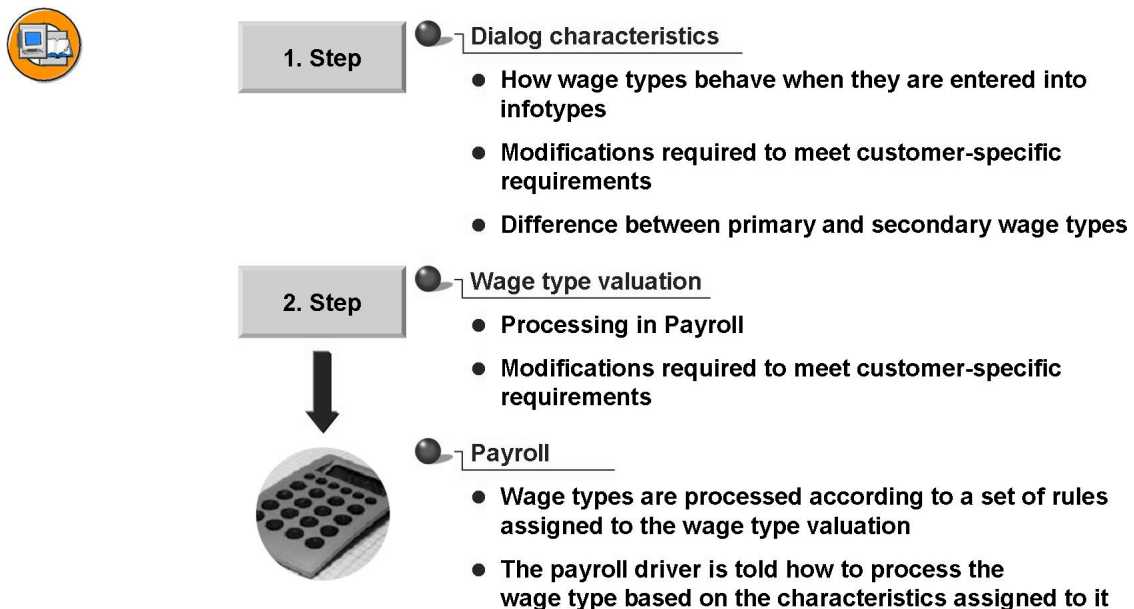 1. Step
Dialog characteristics
● How wage types behave when they are entered into
infotypes
● Modifications required to meet customer-specific
requirements
● Difference between primary and secondary wage types
2. Step
Wage type valuation
● Processing in Payroll
● Modifications required to meet customer-specific
requirements
Payroll
● Wage types are processed according to a set of rules
assigned to the wage type valuation
● The payroll driver is told how to process the
wage type based on the characteristics assigned to it